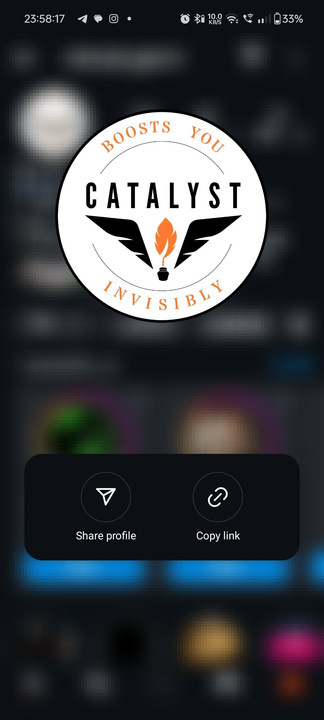 23:58:17
10.0 KB/S
33%
BOOSTS YOU
CATALYST
INVISIBLY
Share profile
Copy link